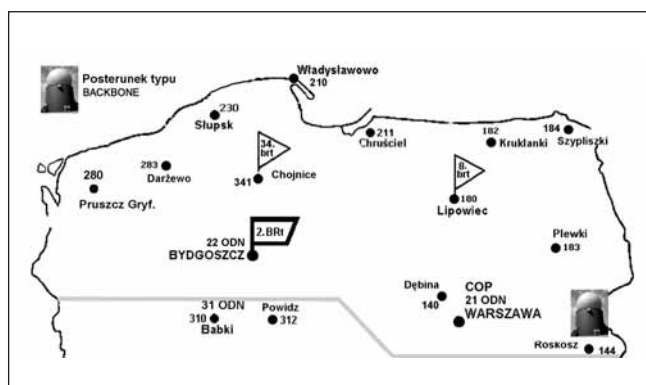 Posterunek typu
BACKBONE
Władysławowo
210
230
Słupsk
34.
brt
341
Chojnice
211
Chruściel
182
Kruklanki
184
Szypliszki
283
Darżewo
280
Pruszcz Gryf.
8.
brt
180
Lipowiec
2.BRt
22 ODN
BYDGOSZCZ
Plewki
183
Dębina
140
COP
21 ODN
WARSZAWA
31 ODN
310
Babki
Powidz
312
Roskosz
144